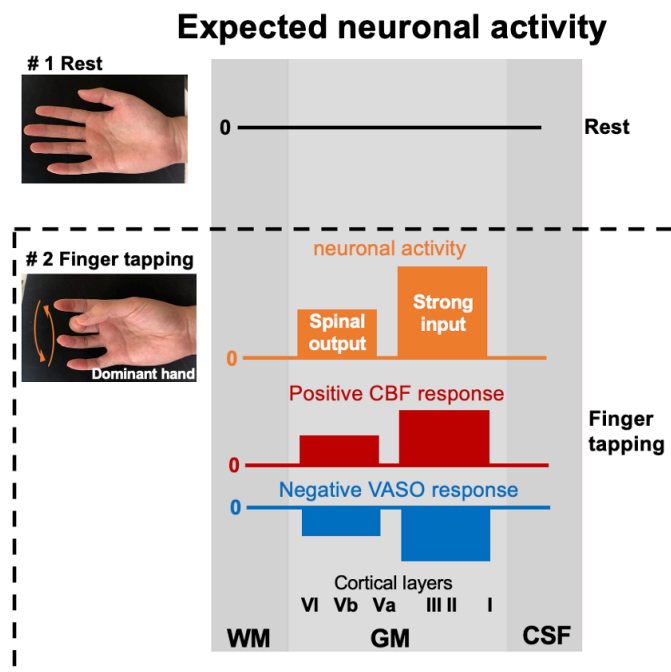 Expected neuronal activity
# 1 Rest
0
Rest
# 2 Finger tapping
Dominant hand
neuronal activity
Spinal
output
Strong
input
0
Positive CBF response
0
Negative VASO response
0
Finger
tapping
Cortical layers
VI Vb Va III II I
WM GM CSF